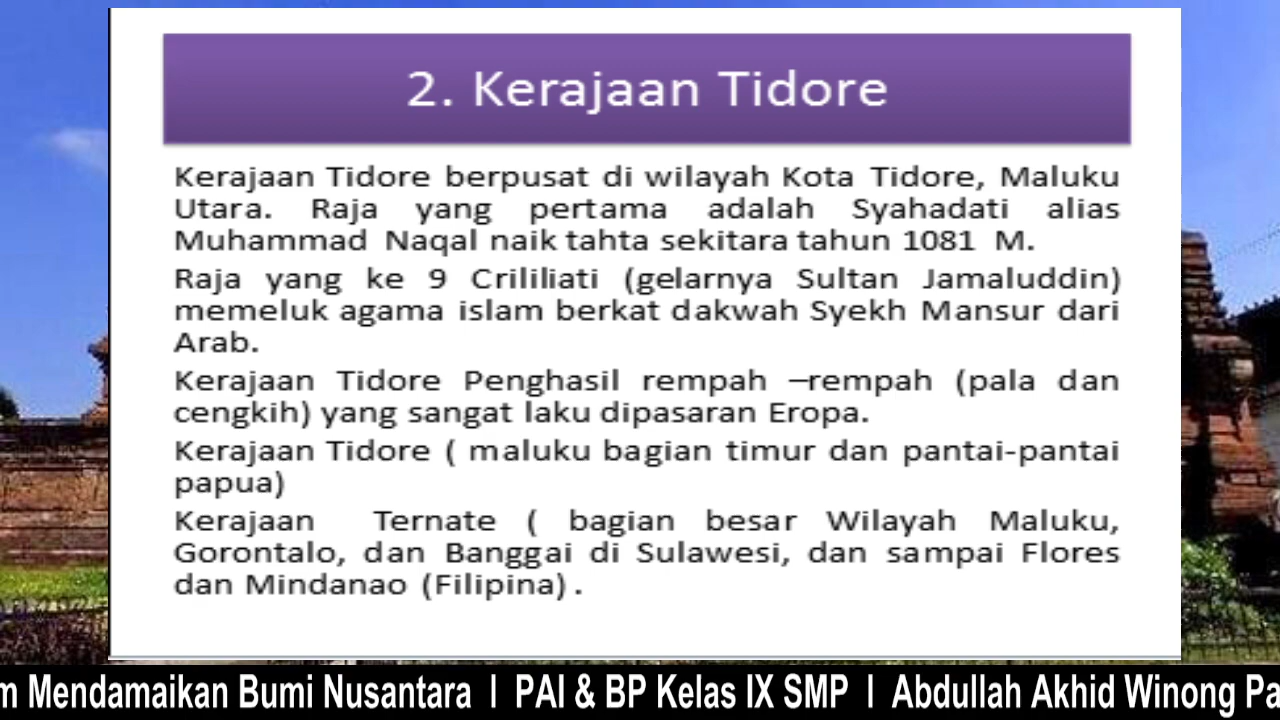 2. Kerajaan Tidore
Kerajaan Tidore berpusat di wilayah Kota Tidore, Maluku
Utara. Raja yang pertama adalah Syahadati alias
Muhammad Naqal naik tahta sekitara tahun 1081 M.
Raja yang ke 9 Crililiati (gelarnya Sultan Jamaluddin)
memeluk agama islam berkat dakwah Syekh Mansur dari
Arab.
Kerajaan Tidore Penghasil rempah –rempah (pala dan
cengkih) yang sangat laku dipasaran Eropa.
Kerajaan Tidore ( maluku bagian timur dan pantai-pantai
papua)
Kerajaan Ternate ( bagian besar Wilayah Maluku,
Gorontalo, dan Banggai di Sulawesi, dan sampai Flores
dan Mindanao (Filipina) .
m Mendamaikan Bumi Nusantara I PAI & BP Kelas IX SMP I Abdullah Akhid Winong Pa